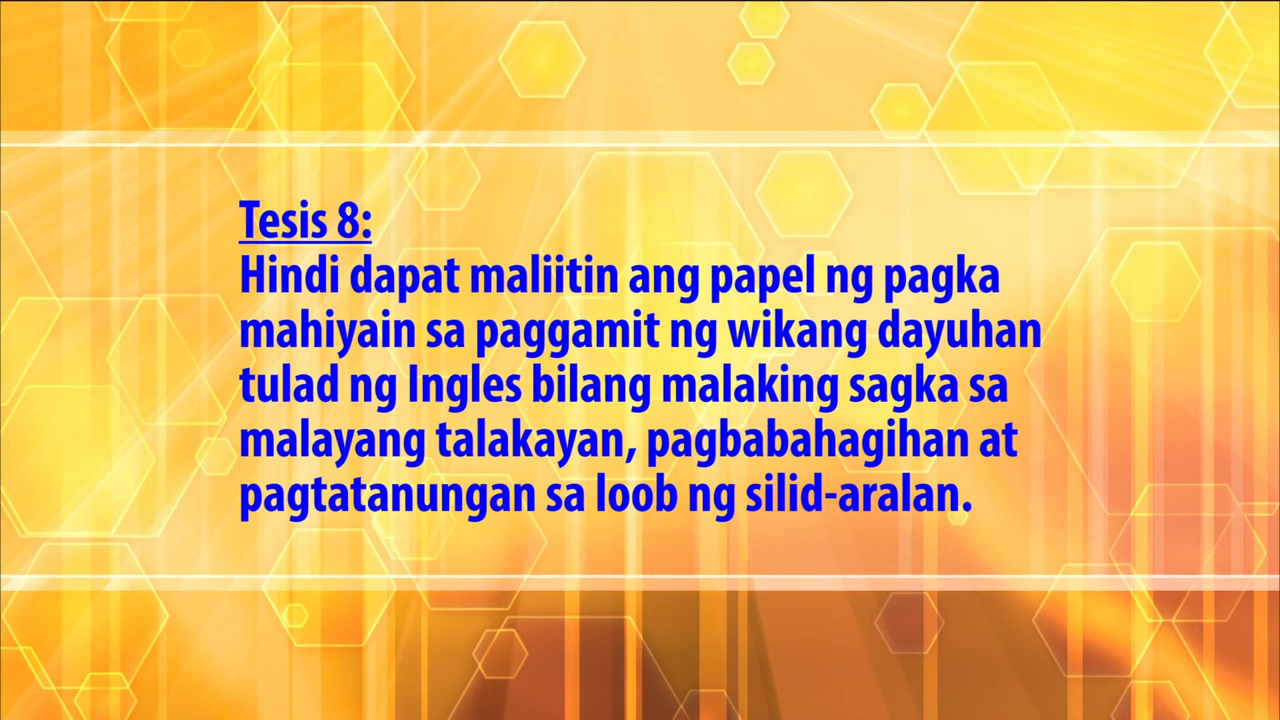 Tesis 8:
Hindi dapat maliitin ang papel ng pagka
mahiyain sa paggamit ng wikang dayuhan
tulad ng Ingles bilang malaking sagka sa
malayang talakayan, pagbabahagihan at
pagtatanungan sa loob ng silid-aralan.